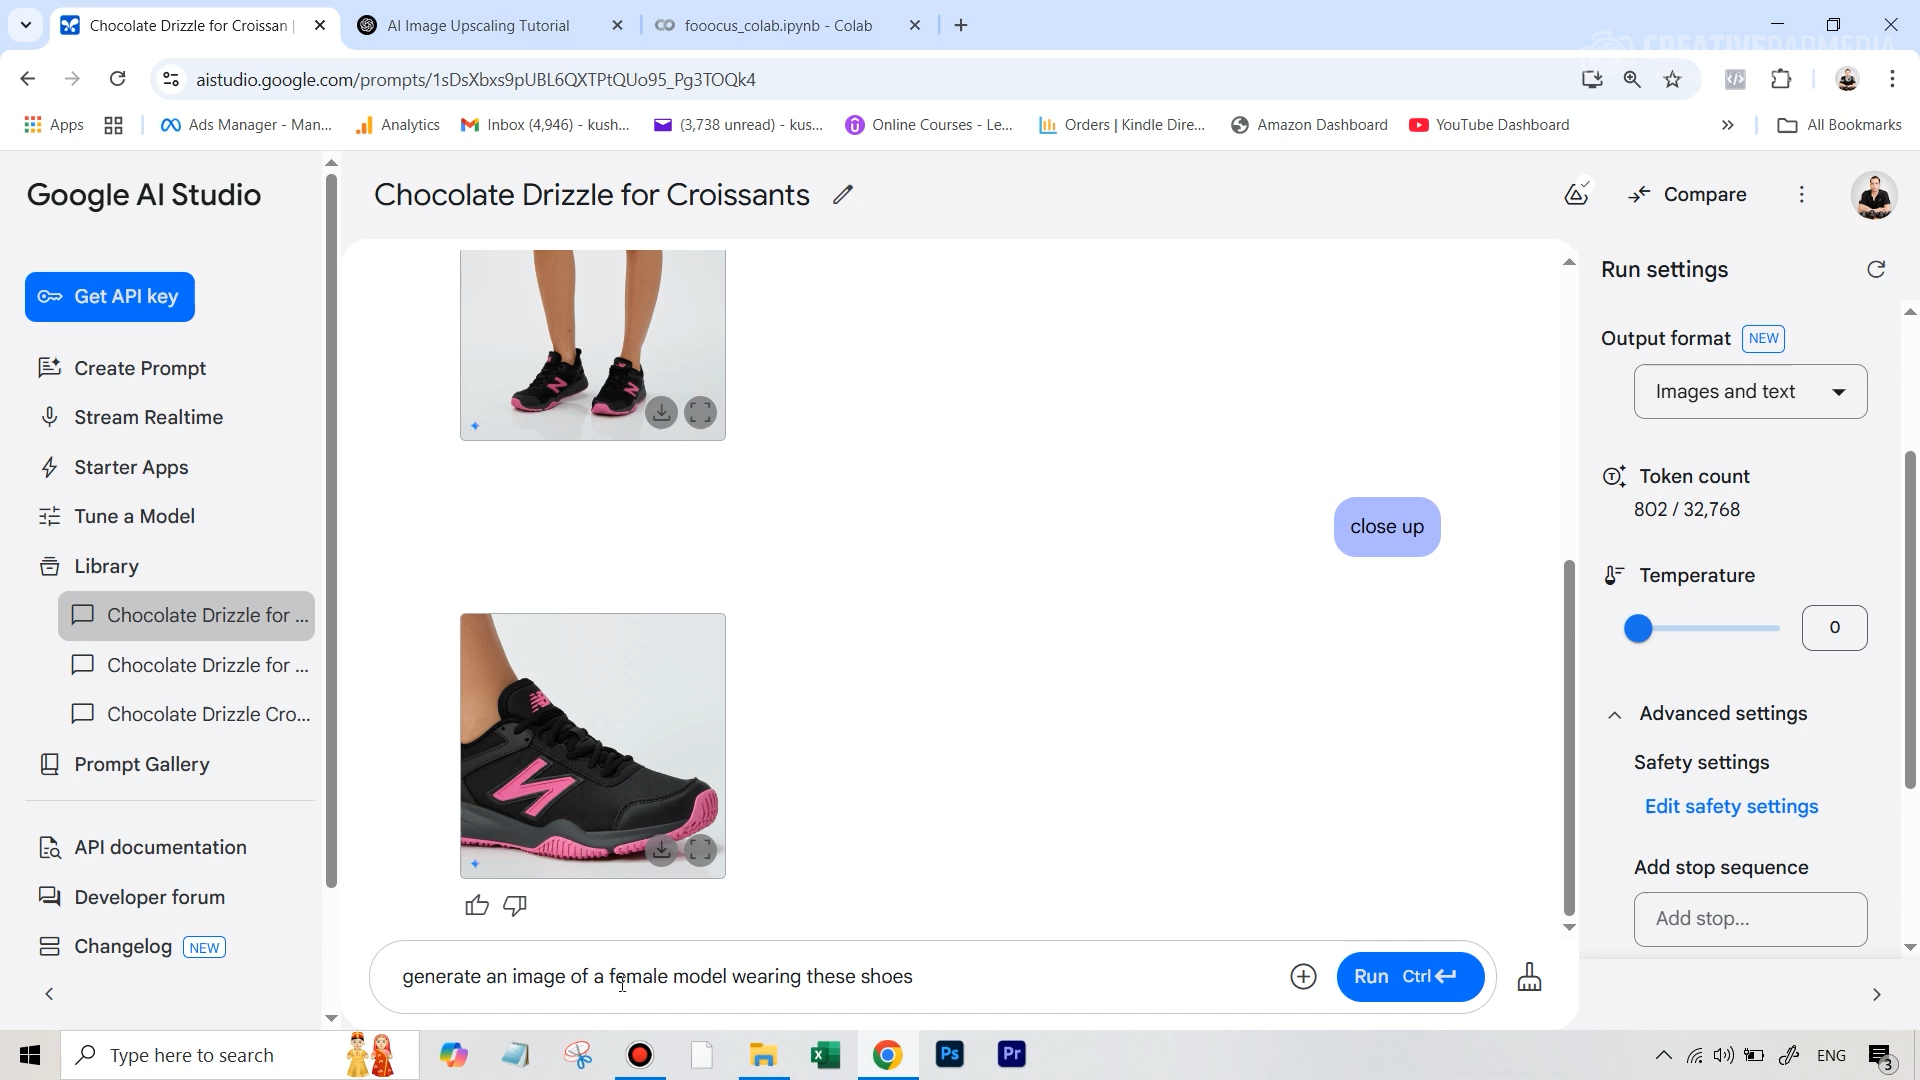 Chocolate Drizzle for Croissan
AI Image Upscaling Tutorial
fooocus_colab.ipynb - Colab
CREATIVEPADMEDIA
aistudio.google.com/prompts/1sDsXbxs9pUBL6QXTPtQUo95_Pg3TOQk4
Apps
Ads Manager - Man...
Analytics
Inbox (4,946) - kush...
(3,738 unread) - kus...
Online Courses - Le...
Orders | Kindle Dire...
Amazon Dashboard
YouTube Dashboard
All Bookmarks
Google AI Studio
Chocolate Drizzle for Croissants
Compare
Get API key
Create Prompt
Stream Realtime
Starter Apps
Tune a Model
Library
Chocolate Drizzle for ...
Chocolate Drizzle for ...
Chocolate Drizzle Cro...
Prompt Gallery
API documentation
Developer forum
Changelog NEW
close up
generate an image of a female model wearing these shoes
Run Ctrl
Run settings
Output format NEW
Images and text
Token count
802 / 32,768
Temperature
0
Advanced settings
Safety settings
Edit safety settings
Add stop sequence
Add stop...
Type here to search
Ps
Pr
ENG
3